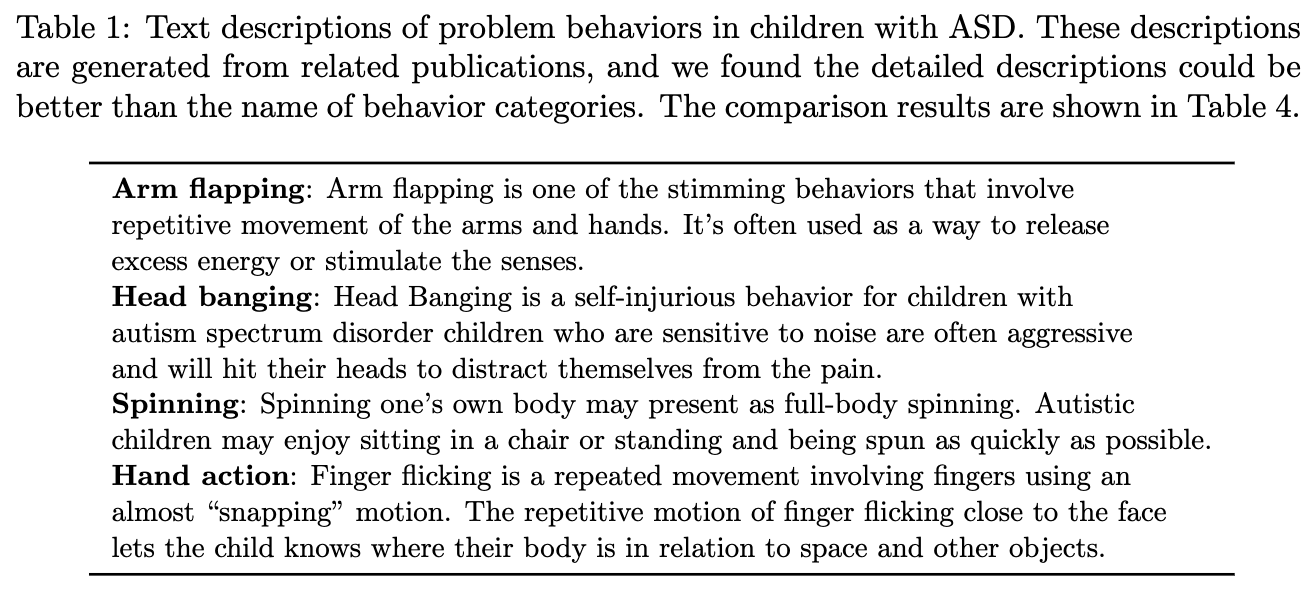 Table 1: Text descriptions of problem behaviors in children with ASD. These descriptions
are generated from related publications, and we found the detailed descriptions could be
better than the name of behavior categories. The comparison results are shown in Table 4.
Arm flapping: Arm flapping is one of the stimming behaviors that involve
repetitive movement of the arms and hands. It's often used as a way to release
excess energy or stimulate the senses.
Head banging: Head Banging is a self-injurious behavior for children with
autism spectrum disorder children who are sensitive to noise are often aggressive
and will hit their heads to distract themselves from the pain.
Spinning: Spinning one's own body may present as full-body spinning. Autistic
children may enjoy sitting in a chair or standing and being spun as quickly as possible.
Hand action: Finger flicking is a repeated movement involving fingers using an
almost “snapping” motion. The repetitive motion of finger flicking close to the face
lets the child knows where their body is in relation to space and other objects.